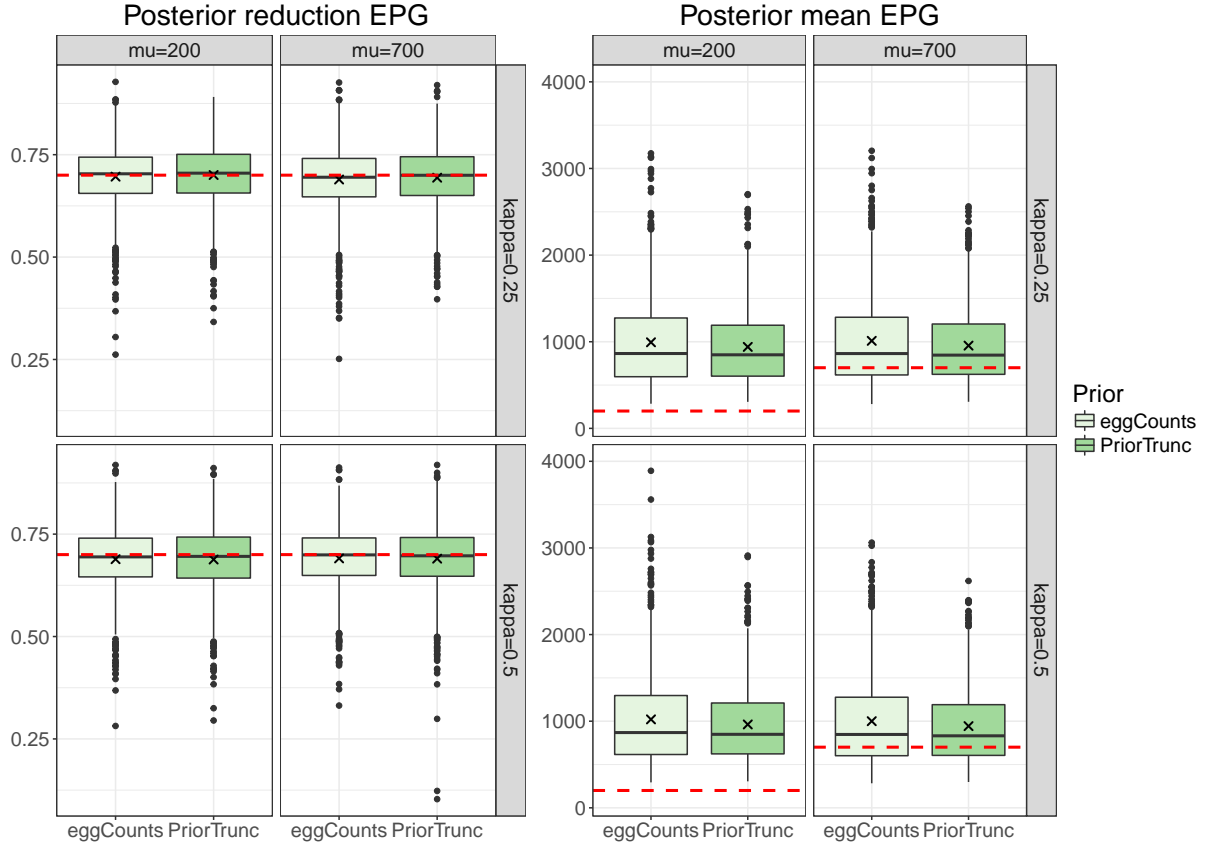 Posterior reduction EPG
Posterior mean EPG
mu=200
mu=700
mu=200
mu=700
0.75
0.50
0.25
kappa=0.25
4000
3000
2000
1000
0
kappa=0.25
0.75
0.50
0.25
kappa=0.5
4000
3000
2000
1000
0
kappa=0.5
eggCounts PriorTrunc
eggCounts PriorTrunc
eggCounts PriorTrunc
eggCounts PriorTrunc
Prior
eggCounts
PriorTrunc